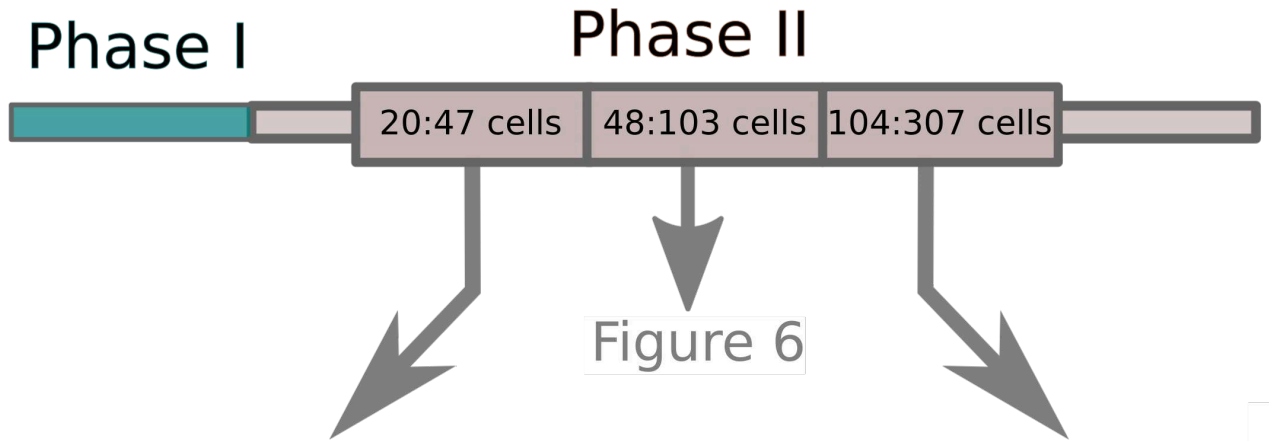 Phase I
Phase II
20:47 cells
48:103 cells
104:307 cells
Figure 6